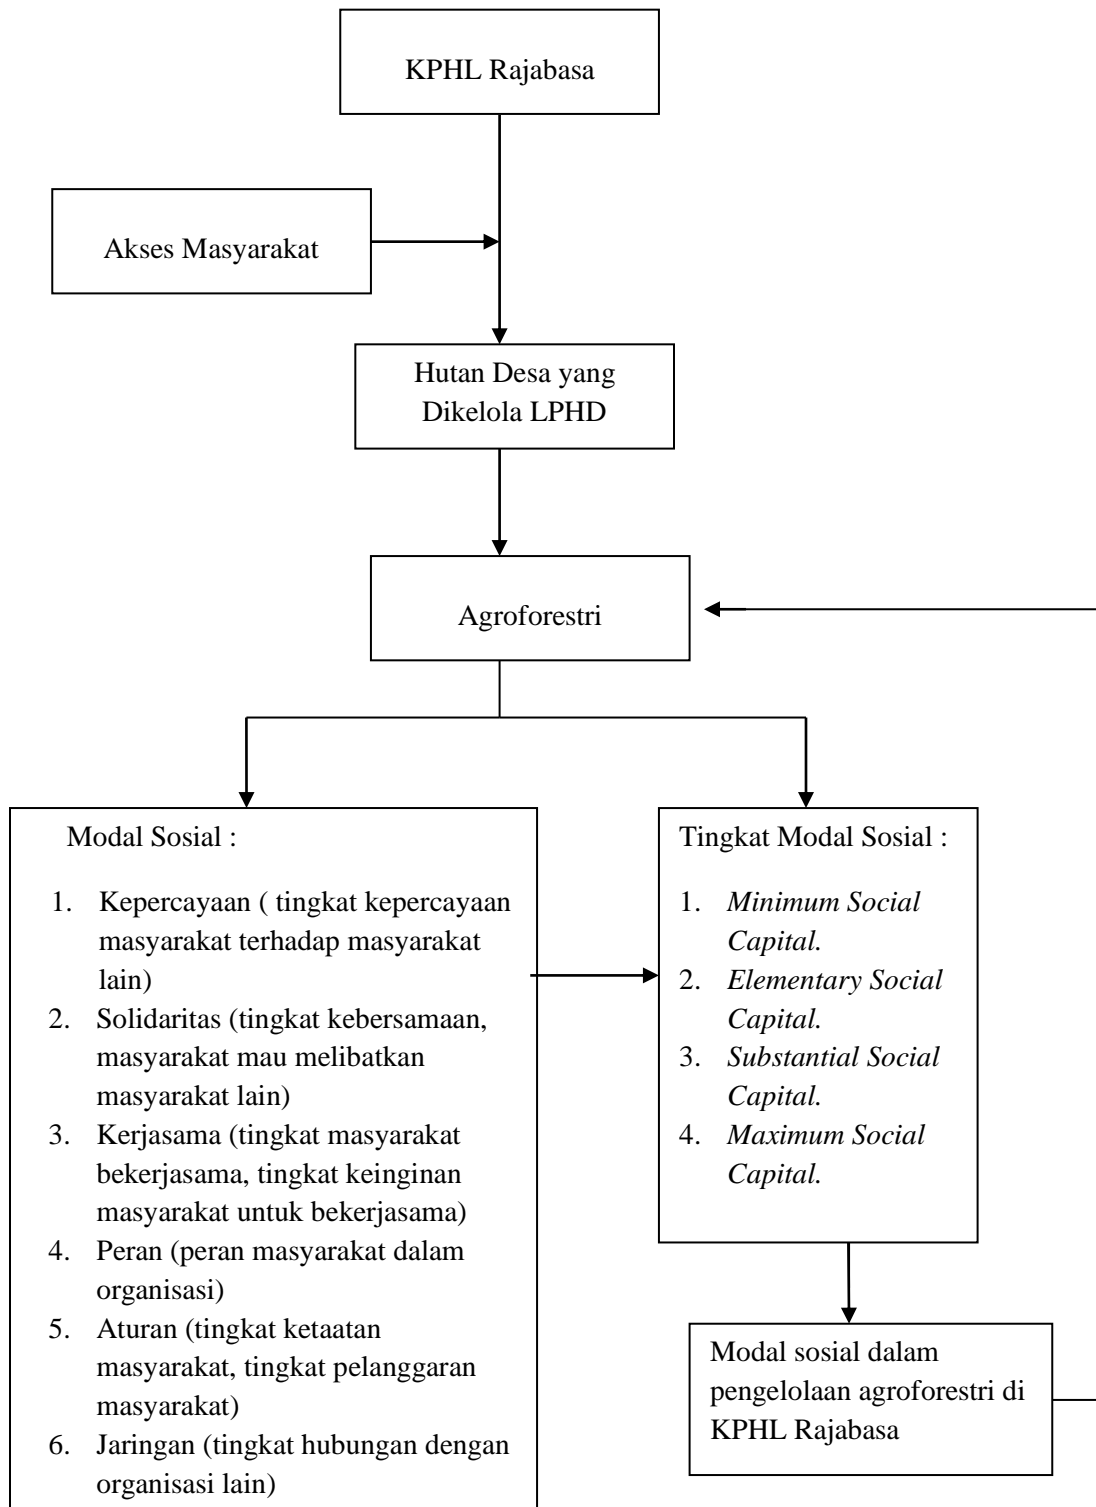 KPHL Rajabasa
Akses Masyarakat
Hutan Desa yang
Dikelola LPHD
Agroforestri
Modal Sosial :
1. Kepercayaan ( tingkat kepercayaan
masyarakat terhadap masyarakat
lain)
2. Solidaritas (tingkat kebersamaan,
masyarakat mau melibatkan
masyarakat lain)
3. Kerjasama (tingkat masyarakat
bekerjasama, tingkat keinginan
masyarakat untuk bekerjasama)
4. Peran (peran masyarakat dalam
organisasi)
5. Aturan (tingkat ketaatan
masyarakat, tingkat pelanggaran
masyarakat)
6. Jaringan (tingkat hubungan dengan
organisasi lain)
Tingkat Modal Sosial :
1. Minimum Social
Capital.
2. Elementary Social
Capital.
3. Substantial Social
Capital.
4. Maximum Social
Capital.
Modal sosial dalam
pengelolaan agroforestri di
KPHL Rajabasa